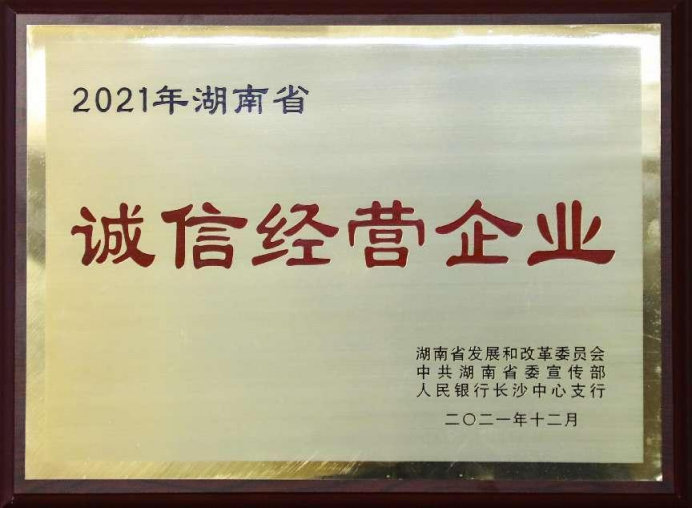 2021年湖南省
诚信经营企业
湖南省发展和改革委员会
中共湖南省委宣传部
人民银行长沙中心支行
二〇二一年十二月